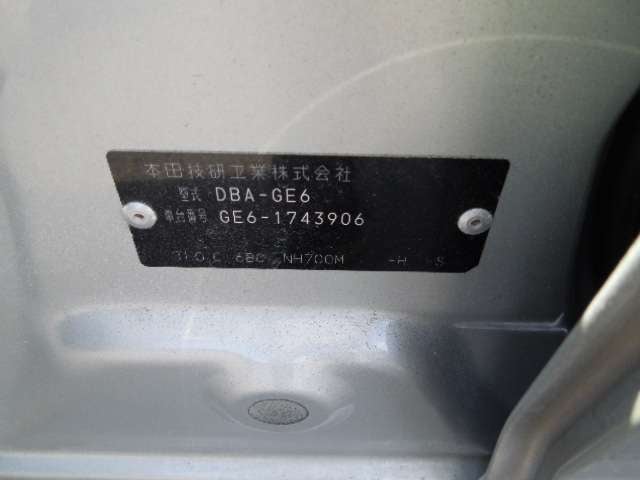 本田技研工業株式会社
型式 DBA-GE6
車台番号 GE6-1743906
NH700M -H -S